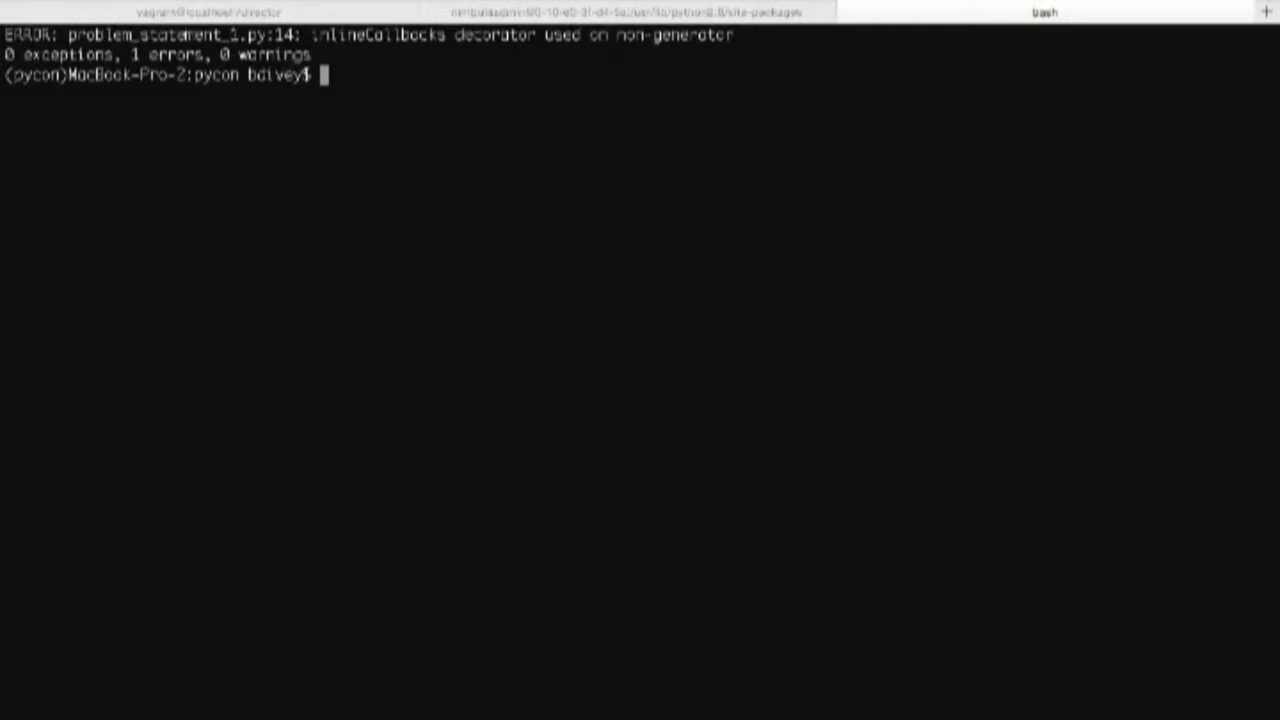 bash +
ERROR: problem_statement_1.py:14: inlineCallbacks decorator used on non-generator
0 exceptions, 1 errors, 0 warnings
(pycon)MacBook-Pro-2:pycon bdivey$